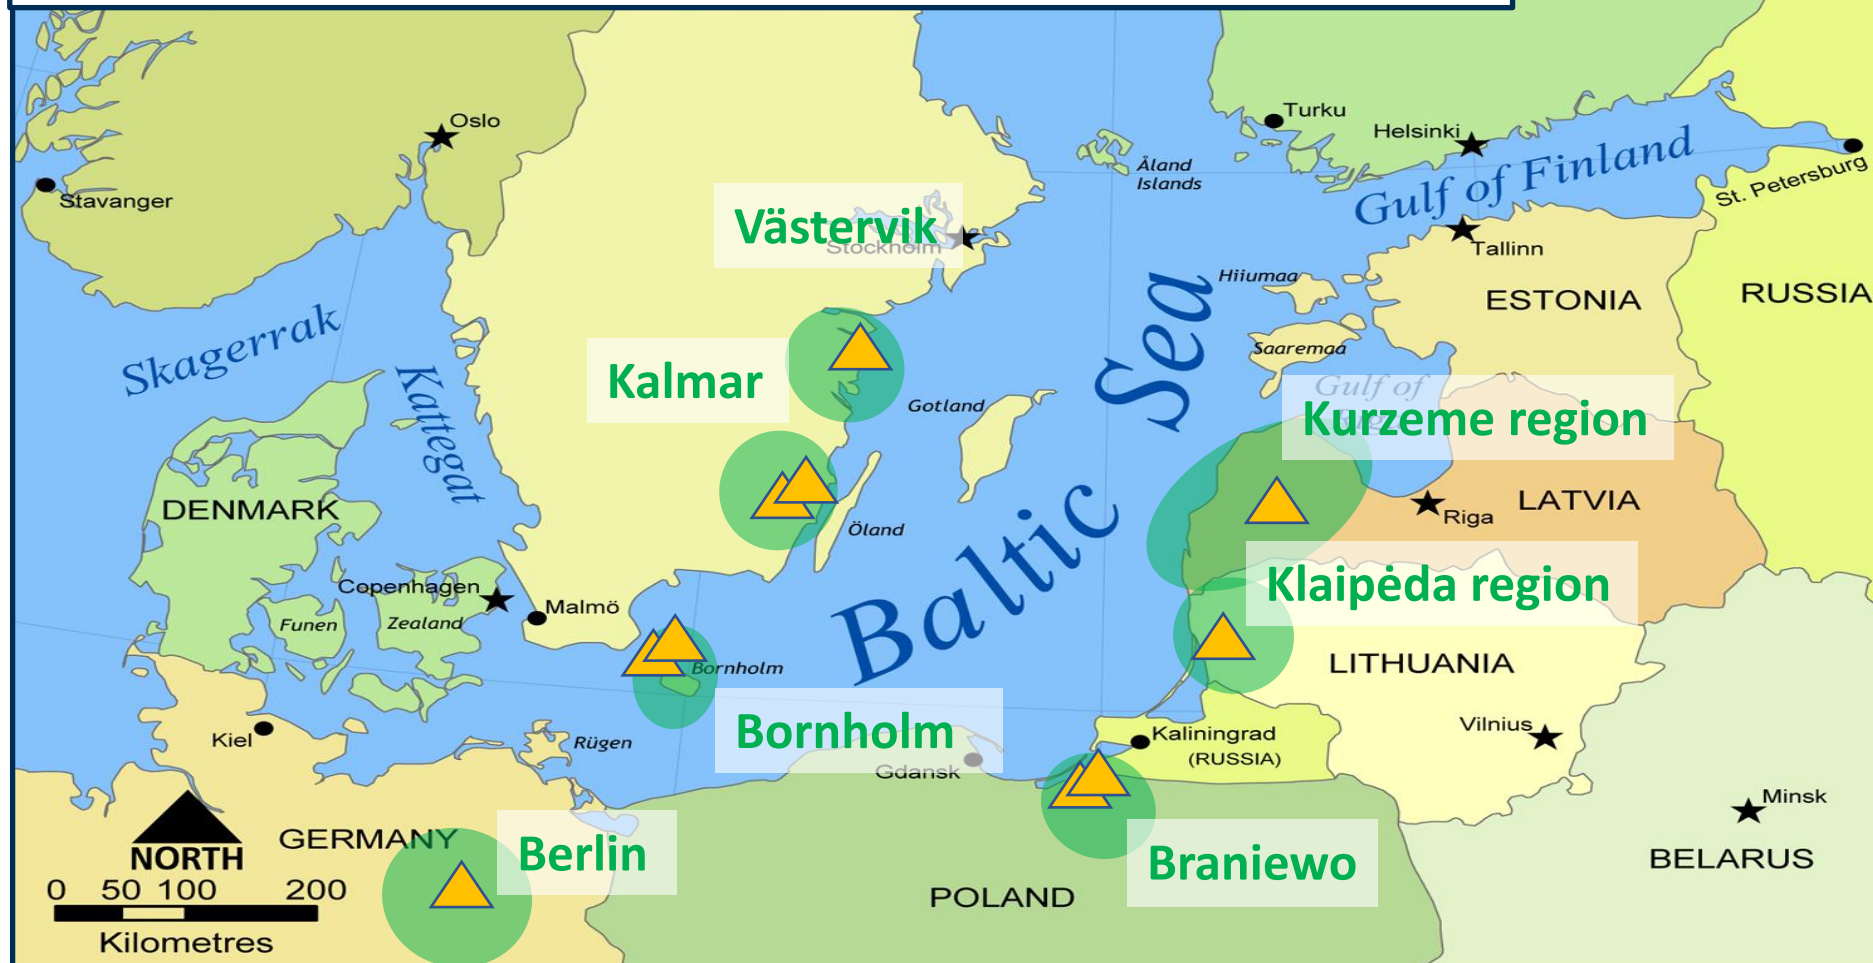 Oslo
Turku
Helsinki
Stavanger
Åland
Islands
Gulf of Finland
St. Petersburg
Västervik
Stockholm
Tallinn
Hiiumaa
ESTONIA
RUSSIA
Skagerrak
Kattegat
Saaremaa
Kalmar
Gotland
Gulf of
Kurzeme region
Baltic Sea
DENMARK
Öland
Riga
LATVIA
Copenhagen
Malmö
Klaipėda region
Funen
Zealand
Bornholm
LITHUANIA
Kiel
Rügen
Bornholm
Gdansk
Kaliningrad
(RUSSIA)
Vilnius
Minsk
GERMANY
NORTH
Berlin
Braniewo
BELARUS
0 50 100 200
Kilometres
POLAND